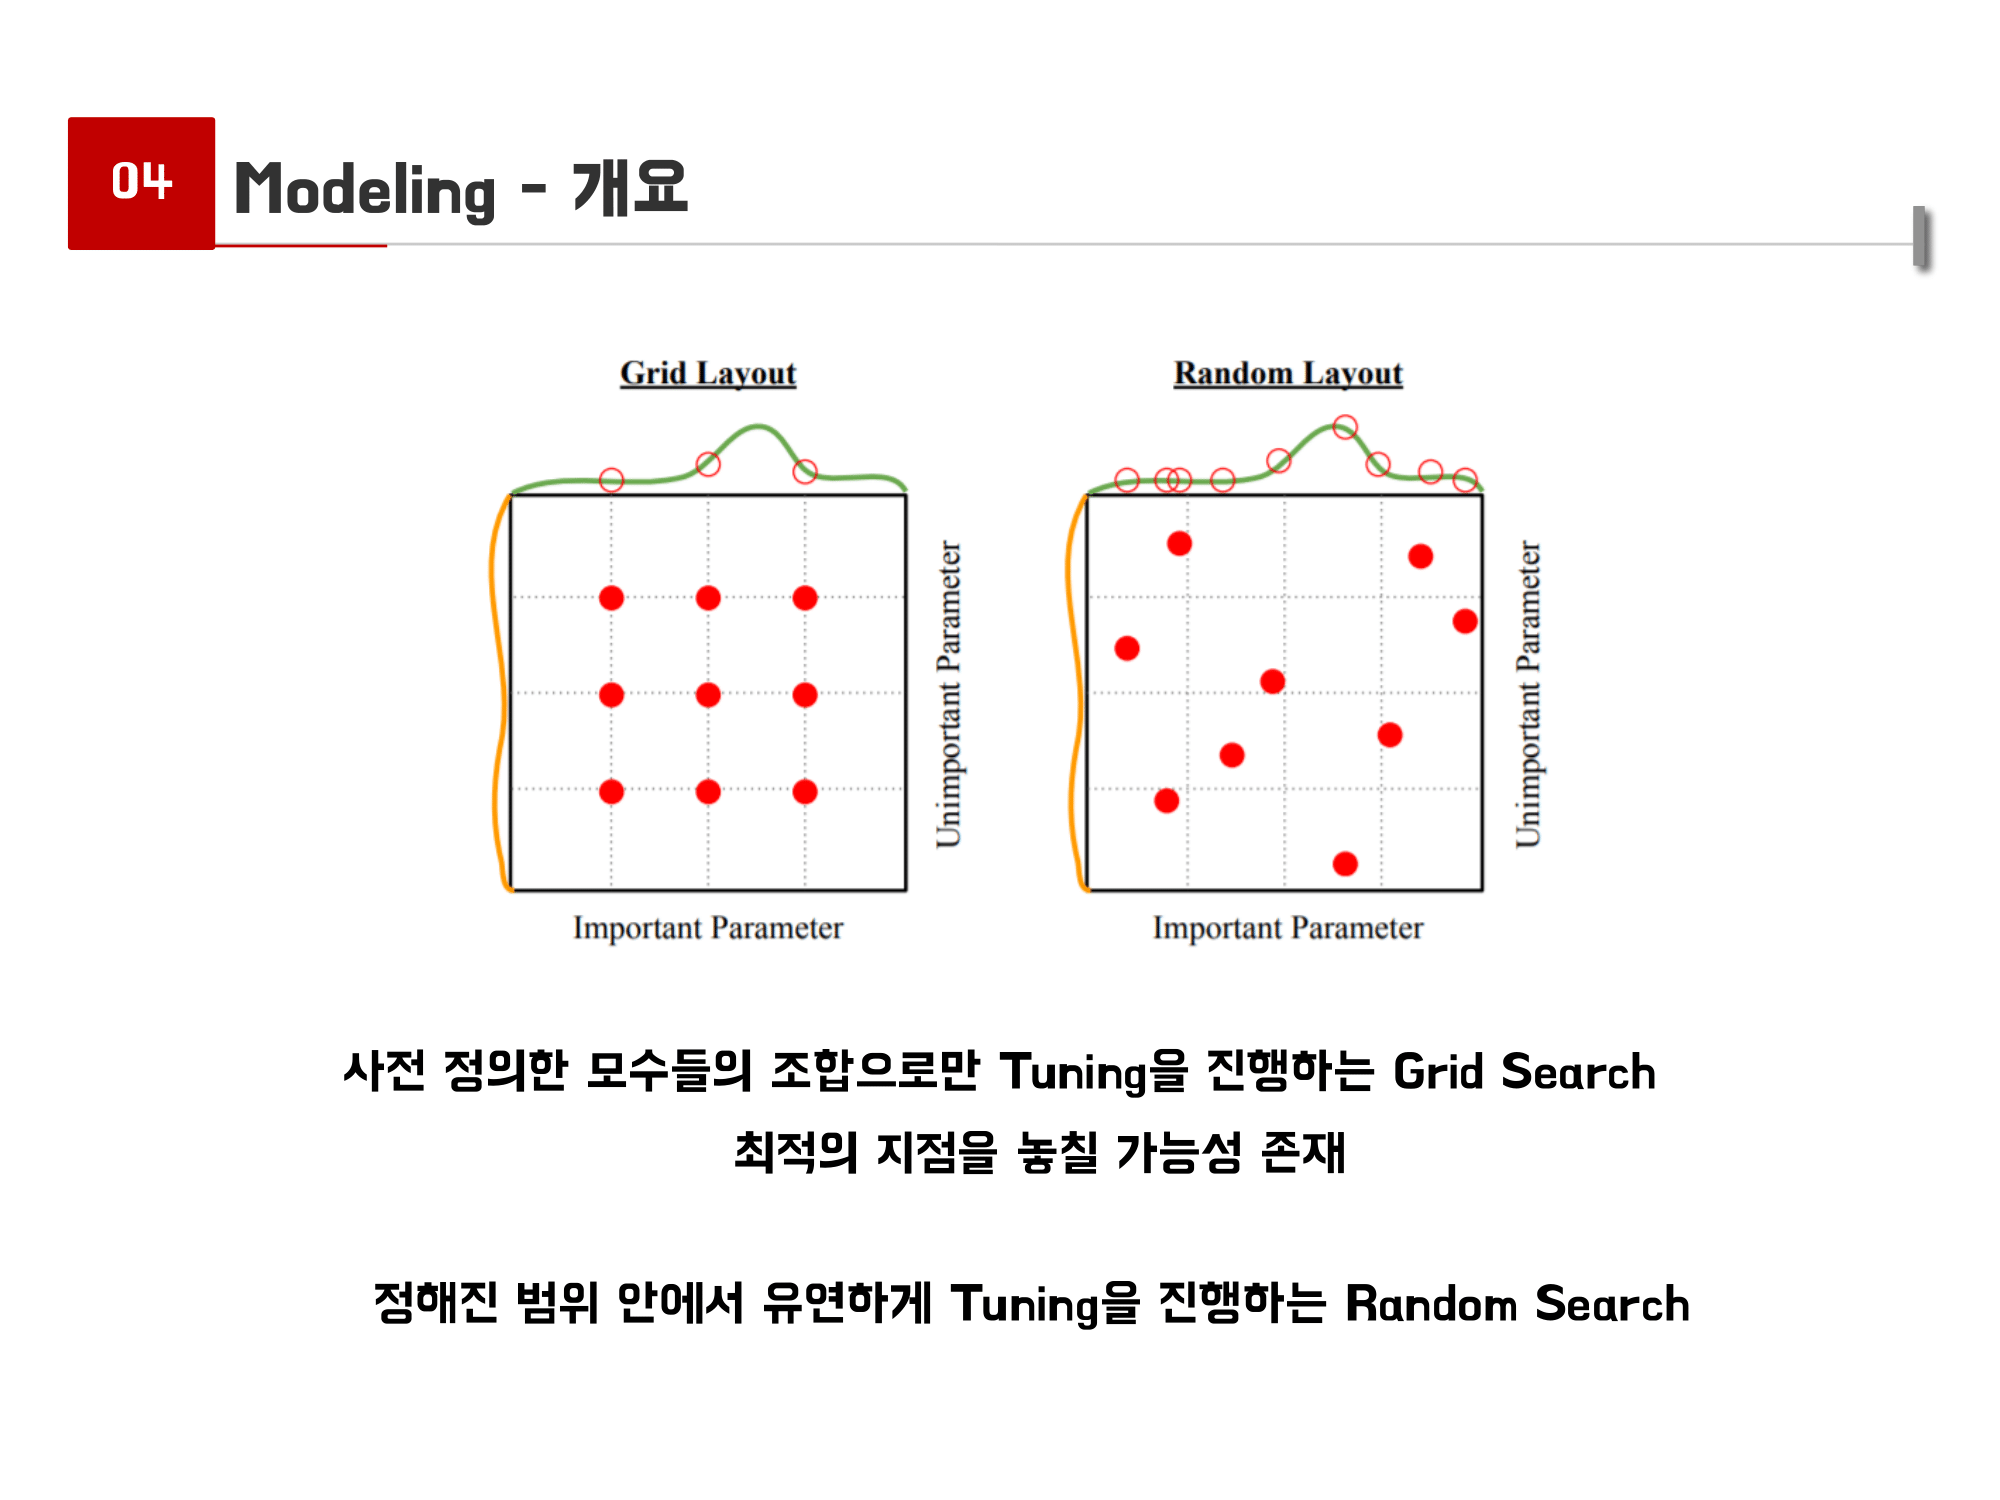 04
Modeling - 개요
Grid Layout
Random Layout
Unimportant Parameter
Unimportant Parameter
Important Parameter
Important Parameter
사전 정의한 모수들의 조합으로만 Tuning을 진행하는 Grid Search
최적의 지점을 놓칠 가능성 존재
정해진 범위 안에서 유연하게 Tuning을 진행하는 Random Search